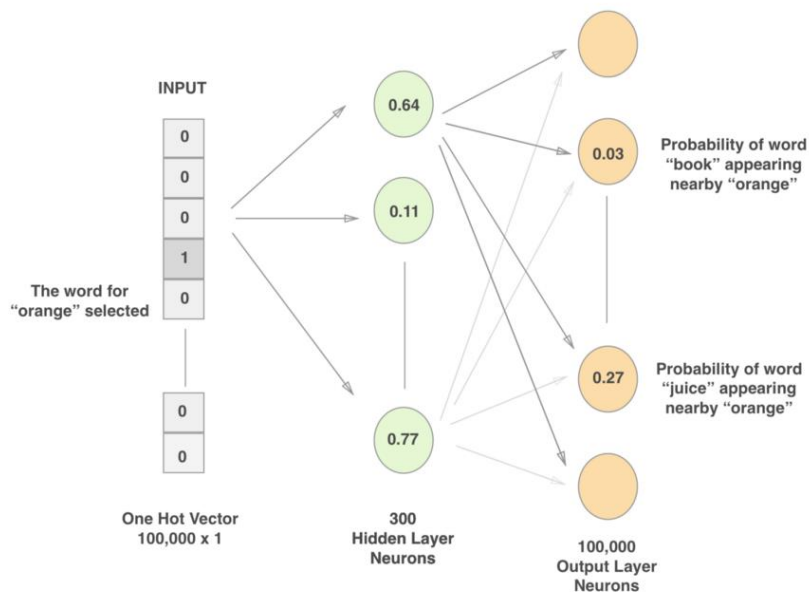 INPUT
0
0
0
1
0
0
0
The word for
“orange” selected
One Hot Vector
100,000 x 1
0.64
0.11
0.77
300
Hidden Layer
Neurons
0.03
0.27
Probability of word
“book” appearing
nearby “orange”
Probability of word
“juice” appearing
nearby “orange”
100,000
Output Layer
Neurons